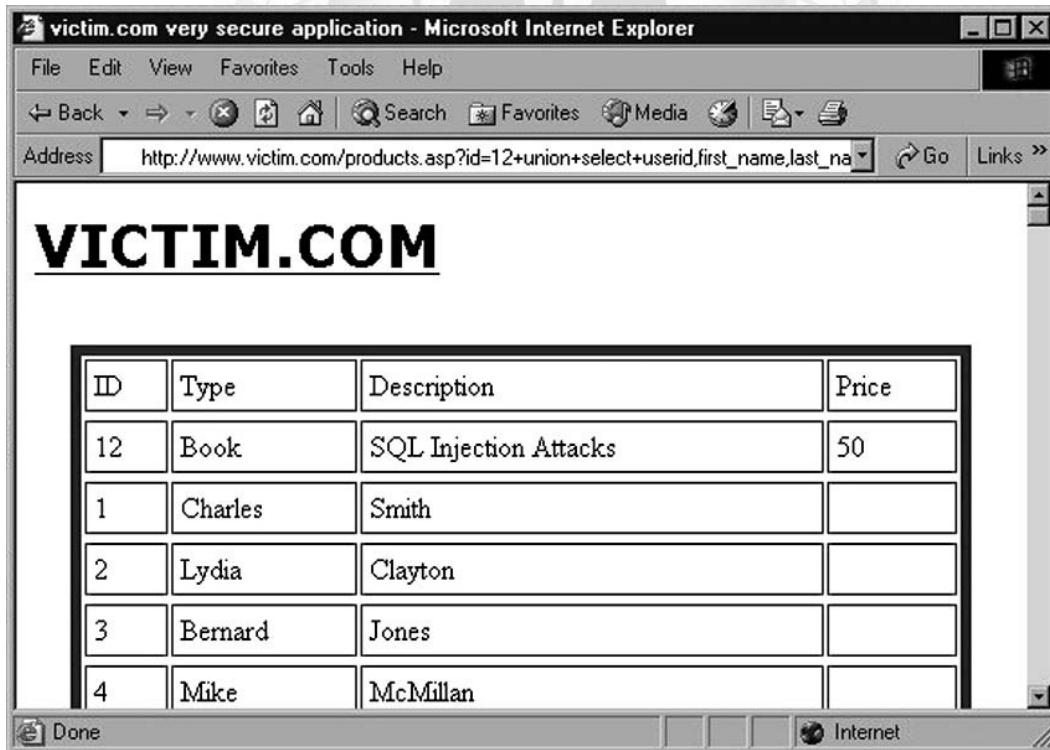 victim.com very secure application - Microsoft Internet Explorer
File Edit View Favorites Tools Help
Back Search Favorites Media
Address http://www.victim.com/products.asp?id=12+union+select+userid,first_name,last_na Go Links »
VICTIM.COM
ID Type Description Price
12 Book SQL Injection Attacks 50
1 Charles Smith
2 Lydia Clayton
3 Bernard Jones
4 Mike McMillan
Done Internet